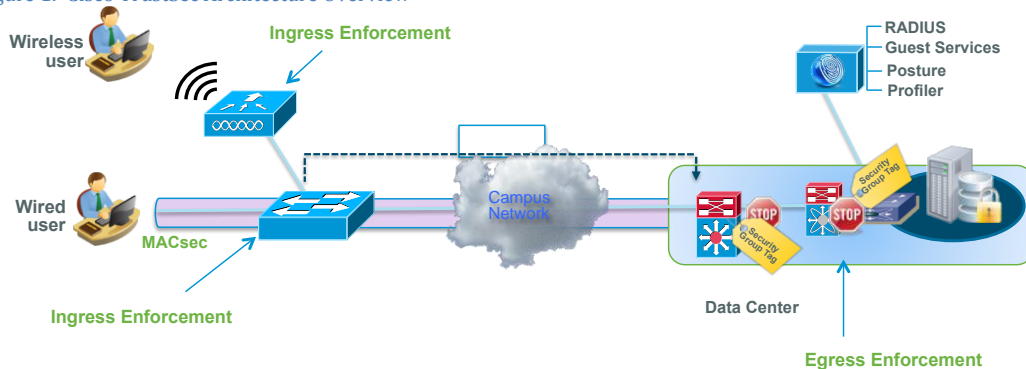 Wireless
user
Ingress Enforcement
RADIUS
Guest Services
Posture
Profiler
Wired
user
MACsec
Campus
Network
STOP
Security
Group Tag
STOP
Security
Group Tag
Ingress Enforcement
Data Center
Egress Enforcement